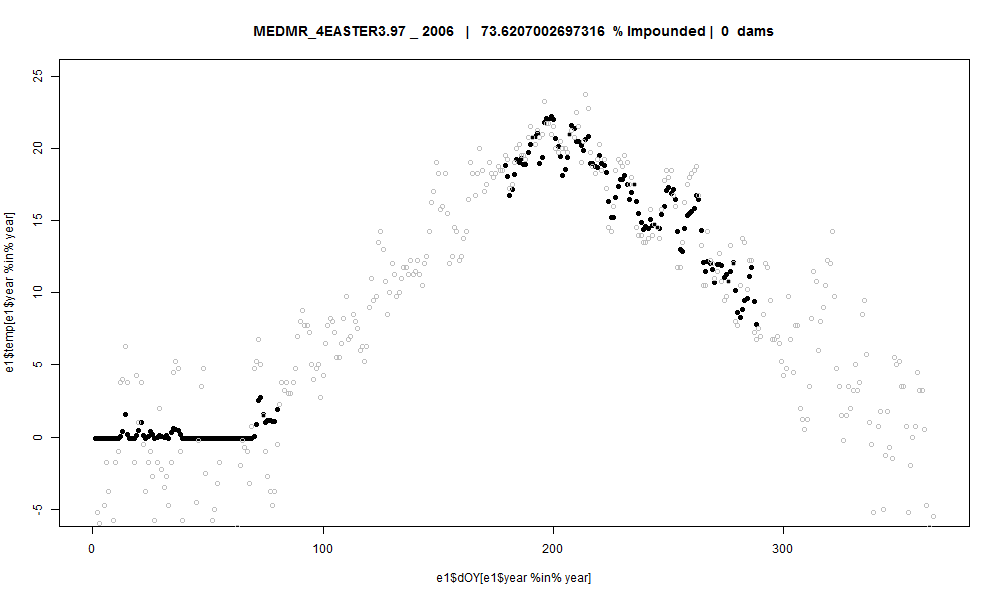 MEDMR_4EASTER3.97 _ 2006 | 73.6207002697316 % Impounded | 0 dams
25
20
15
10
5
0
-5
e1$temp[e1$year %in% year]
0 100 200 300
e1$dOY[e1$year %in% year]